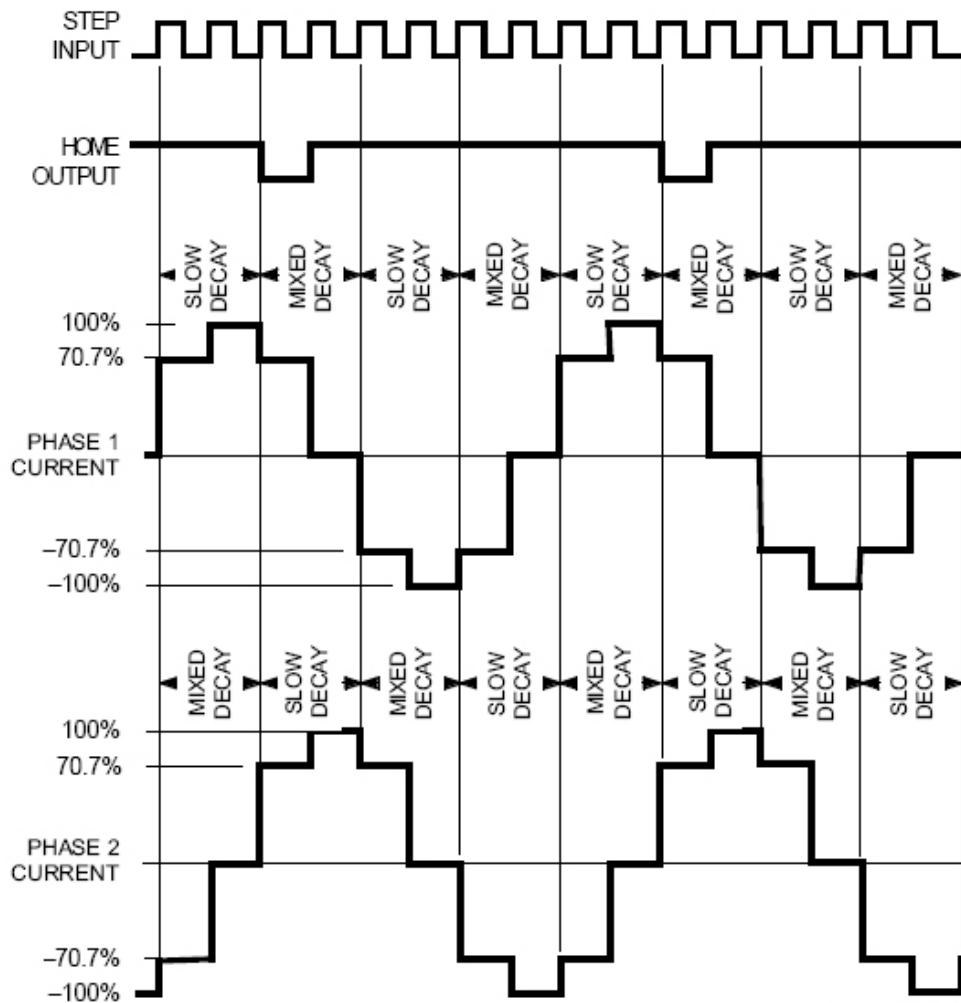 STEP
INPUT
HOME
OUTPUT
SLOW
DECAY
MIXED
DECAY
SLOW
DECAY
MIXED
DECAY
SLOW
DECAY
MIXED
DECAY
SLOW
DECAY
MIXED
DECAY
100%
70.7%
PHASE 1
CURRENT
–70.7%
–100%
MIXED
DECAY
SLOW
DECAY
MIXED
DECAY
SLOW
DECAY
MIXED
DECAY
SLOW
DECAY
MIXED
DECAY
SLOW
DECAY
100%
70.7%
PHASE 2
CURRENT
–70.7%
–100%